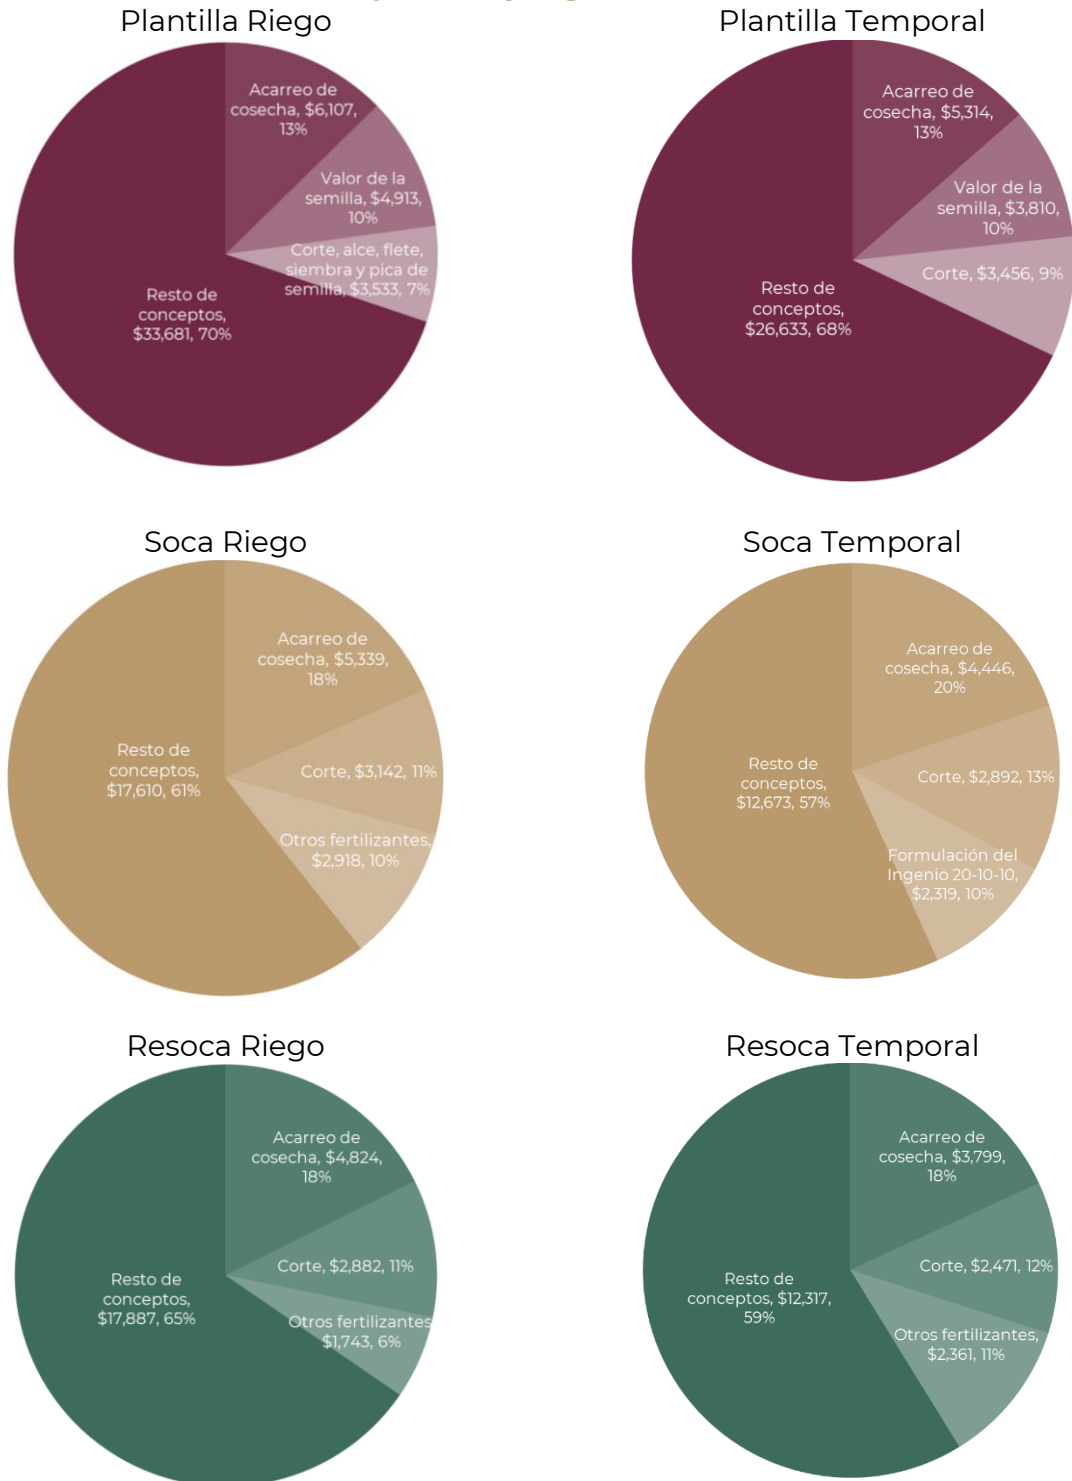 Plantilla Riego
Acarreo de
cosecha, $6,107,
13%
Valor de la
semilla, $4,913,
10%
Corte, alce, flete,
siembra y pica de
semilla, $3,533, 7%
Resto de
conceptos,
$33,681, 70%
Plantilla Temporal
Acarreo de
cosecha, $5,314,
13%
Valor de la
semilla, $3,810,
10%
Corte, $3,456, 9%
Resto de
conceptos,
$26,633, 68%
Soca Riego
Acarreo de
cosecha, $5,339,
18%
Corte, $3,142, 11%
Otros fertilizantes,
$2,918, 10%
Resto de
conceptos,
$17,610, 61%
Soca Temporal
Acarreo de
cosecha, $4,446,
20%
Corte, $2,892, 13%
Formulación del
Ingenio 20-10-10,
$2,319, 10%
Resto de
conceptos,
$12,673, 57%
Resoca Riego
Acarreo de
cosecha, $4,824,
18%
Corte, $2,882, 11%
Otros fertilizantes
$1,743, 6%
Resto de
conceptos,
$17,887, 65%
Resoca Temporal
Acarreo de
cosecha, $3,799,
18%
Corte, $2,471, 12%
Otros fertilizantes,
$2,361, 11%
Resto de
conceptos, $12,317,
59%